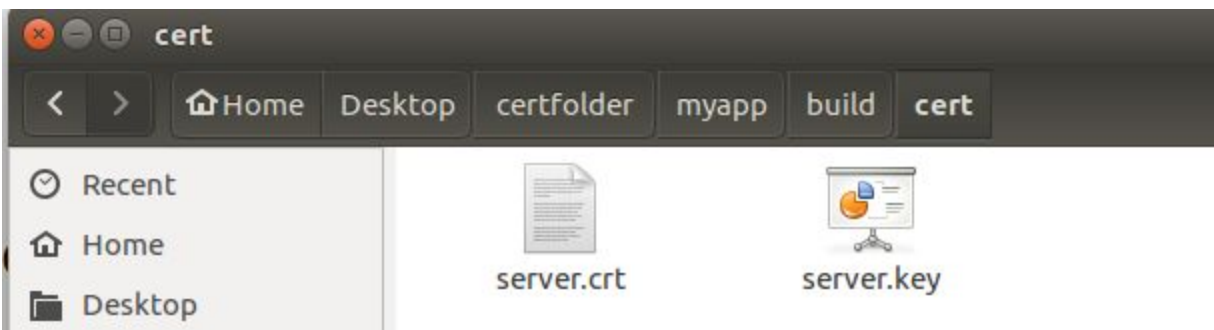 cert
Home Desktop certfolder myapp build cert
Recent
Home
Desktop
server.crt server.key